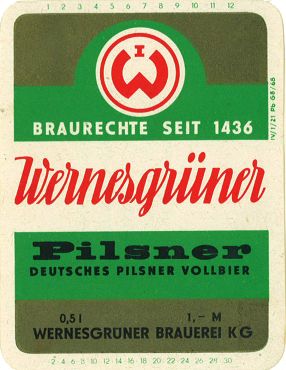 1 2 3 4 5 6 7 8 9 10 11 12
I
W
BRAURECHTE SEIT 1436
Wernesgrüner
Pilsner
DEUTSCHES PILSNER VOLLBIER
0,5 l 1,– M
WERNESGRÜNER BRAUEREI KG
2 4 6 8 10 12 14 16 18 20 22 24 26 28 30
IV/1/21 Pb G 8/68